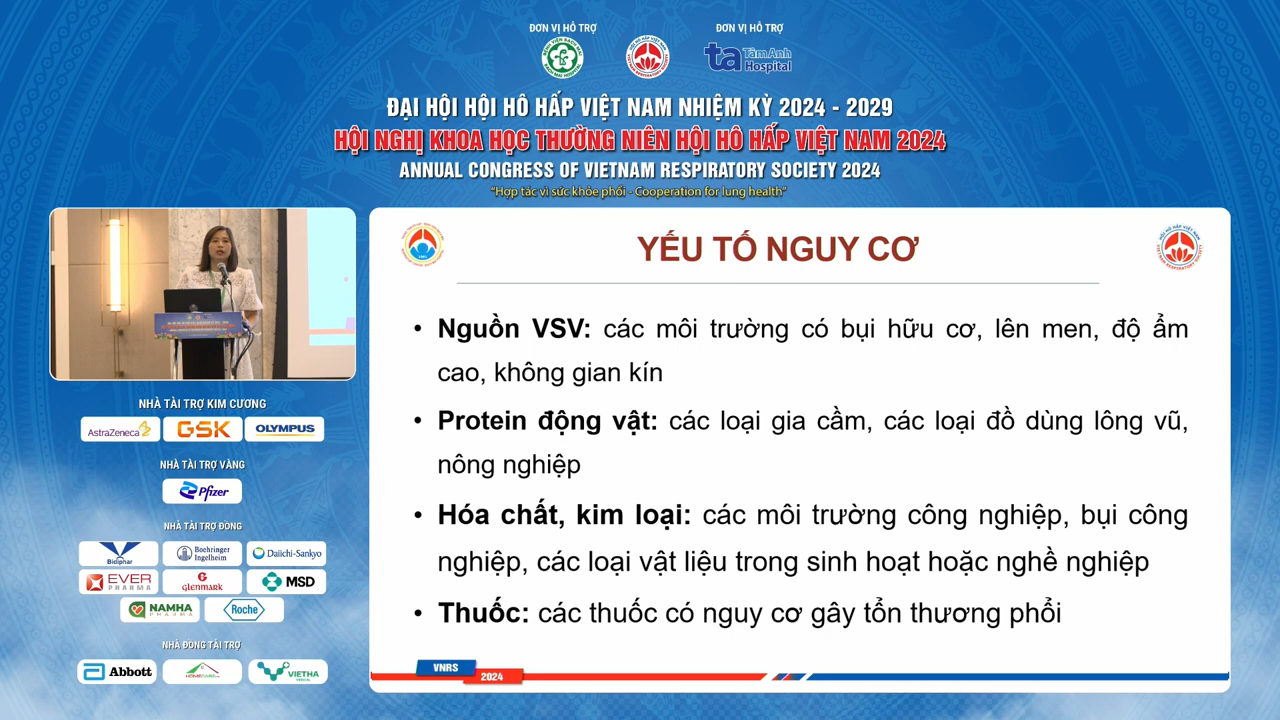 ĐƠN VỊ HỖ TRỢ
ĐƠN VỊ HỖ TRỢ
ta TâmAnh
Hospital
ĐẠI HỘI HỘI HÔ HẤP VIỆT NAM NHIỆM KỲ 2024 - 2029
HỘI NGHỊ KHOA HỌC THƯỜNG NIÊN HỘI HÔ HẤP VIỆT NAM 2024
ANNUAL CONGRESS OF VIETNAM RESPIRATORY SOCIETY 2024
"Hợp tác vì sức khỏe phổi - Cooperation for lung health"
YẾU TỐ NGUY CƠ
• Nguồn VSV: các môi trường có bụi hữu cơ, lên men, độ ẩm
cao, không gian kín
• Protein động vật: các loại gia cầm, các loại đồ dùng lông vũ,
nông nghiệp
• Hóa chất, kim loại: các môi trường công nghiệp, bụi công
nghiệp, các loại vật liệu trong sinh hoạt hoặc nghề nghiệp
• Thuốc: các thuốc có nguy cơ gây tổn thương phổi
VNRS
2024
NHÀ TÀI TRỢ KIM CƯƠNG
AstraZeneca GSK OLYMPUS
NHÀ TÀI TRỢ VÀNG
Pfizer
NHÀ TÀI TRỢ ĐỒNG
Bidiphar Boehringer Ingelheim Daiichi-Sankyo
EVER PHARMA GLENMARK MSD
NAMHA PHARMA Roche
NHÀ ĐỒNG TÀI TRỢ
Abbott VIETHA